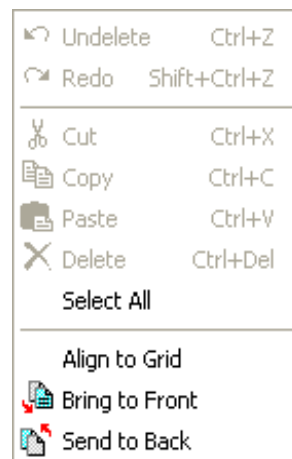 Undelete Ctrl+Z
Redo Shift+Ctrl+Z
Cut Ctrl+X
Copy Ctrl+C
Paste Ctrl+V
Delete Ctrl+Del
Select All
Align to Grid
Bring to Front
Send to Back